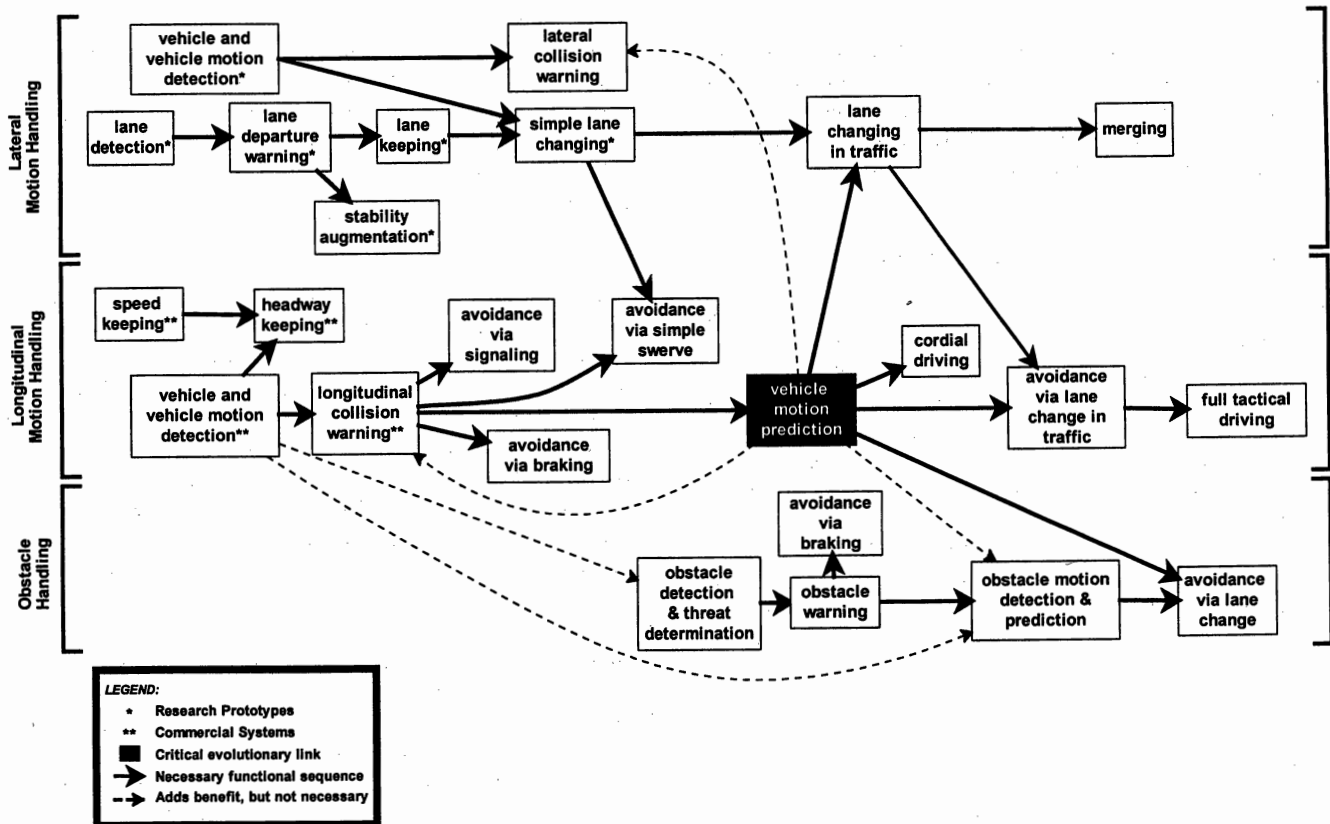 Lateral
Motion Handling
vehicle and
vehicle motion
detection*
lateral
collision
warning
lane
detection*
lane
departure
warning*
lane
keeping*
simple lane
changing*
lane
changing
in traffic
merging
stability
augmentation*
Longitudinal
Motion Handling
speed
keeping**
headway
keeping**
avoidance
via
signaling
avoidance
via simple
swerve
cordial
driving
vehicle and
vehicle motion
detection**
longitudinal
collision
warning**
avoidance
via braking
vehicle
motion
prediction
avoidance
via lane
change in
traffic
full tactical
driving
Obstacle
Handling
avoidance
via
braking
obstacle
detection
& threat
determination
obstacle
warning
obstacle motion
detection &
prediction
avoidance
via lane
change
LEGEND:
* Research Prototypes
** Commercial Systems
Critical evolutionary link
Necessary functional sequence
Adds benefit, but not necessary